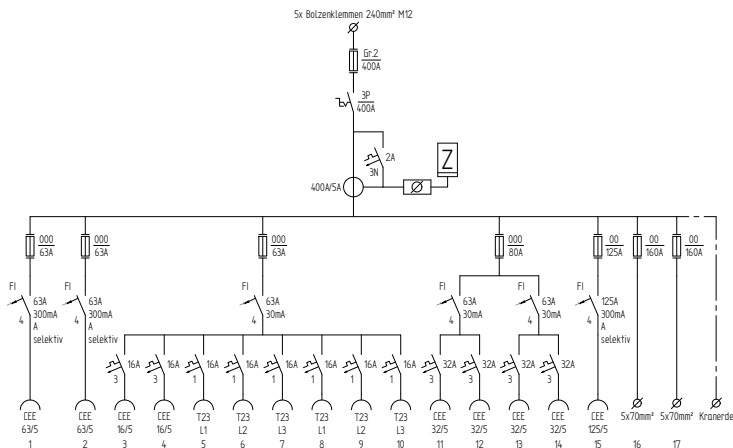 5x Bolzenklemmen 240mm² M12
Gr.2
400A
3P
400A
2A
3N
Z
400A/5A
000
63A
000
63A
000
63A
000
80A
00
125A
00
160A
00
160A
FI
63A
300mA
4
A
selektiv
FI
63A
300mA
4
A
selektiv
FI
63A
30mA
4
FI
63A
30mA
4
FI
63A
30mA
4
FI
125A
300mA
4
A
selektiv
16A
3
16A
3
16A
1
16A
1
16A
1
16A
1
16A
1
16A
1
32A
3
32A
3
32A
3
32A
3
CEE CEE CEE CEE T23 T23 T23 T23 T23 T23 CEE CEE CEE CEE CEE 5x70mm² 5x70mm² Kranerde
63/5 63/5 16/5 16/5 L1 L2 L3 L1 L2 L3 32/5 32/5 32/5 32/5 125/5
1 2 3 4 5 6 7 8 9 10 11 12 13 14 15 16 17